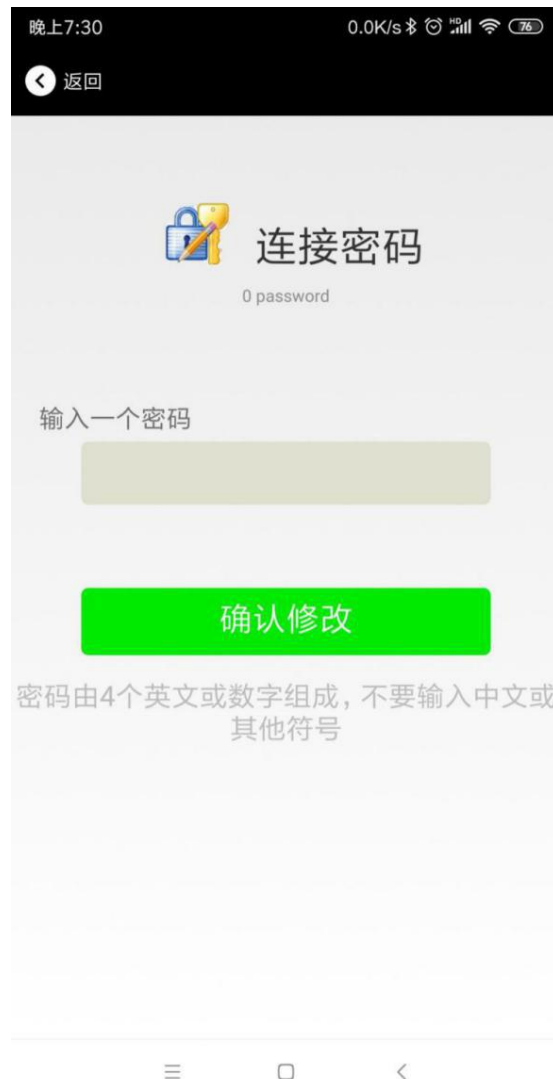 晚上7:30 0.0K/s HD 76
返回
连接密码
0 password
输入一个密码
确认修改
密码由4个英文或数字组成，不要输入中文或
其他符号